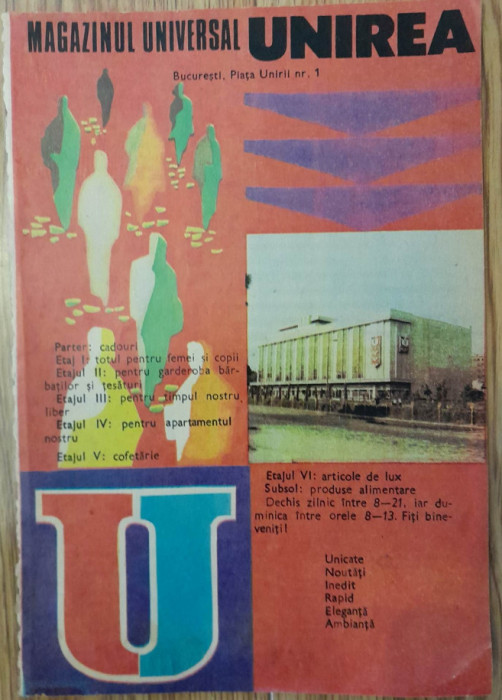 MAGAZINUL UNIVERSAL UNIREA
București, Piața Unirii nr. 1
Parter: cadouri
Etaj I: totul pentru femei și copii
Etajul II: pentru garderoba băr-
baților și țesături
Etajul III: pentru timpul nostru
liber
Etajul IV: pentru apartamentul
nostru
Etajul V: cofetărie
Etajul VI: articole de lux
Subsol: produse alimentare
Dechis zilnic între 8—21, iar du-
minica între orele 8—13. Fiți bine-
veniți!
Unicate
Noutăți
Inedit
Rapid
Eleganță
Ambianță
U